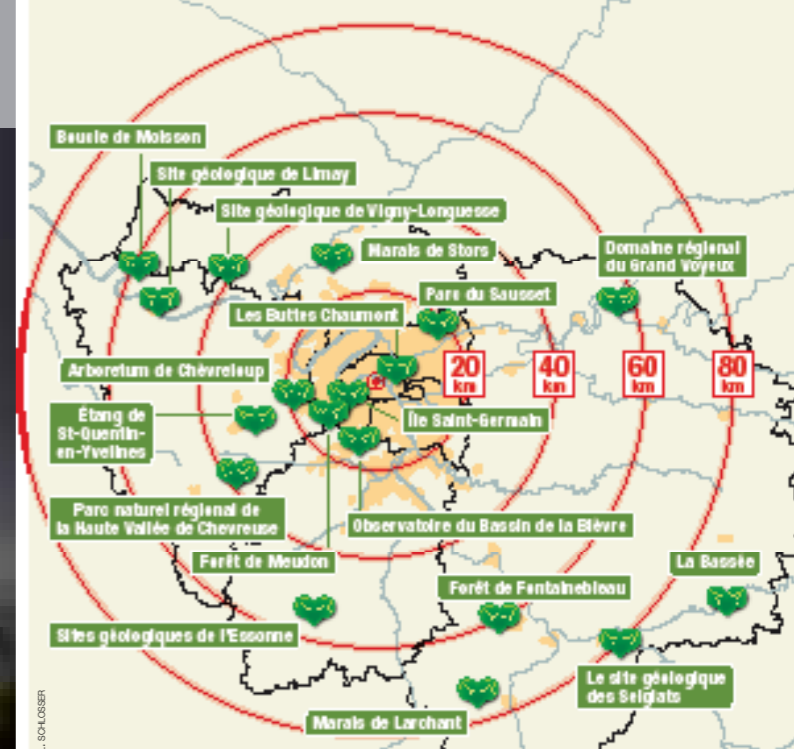 Boucle de Moisson
Site géologique de Limay
Site géologique de Vigny-Longuesse
Marais de Stors
Domaine régional
du Grand Voyeux
Parc du Sausset
Les Buttes Chaumont
20
km
40
km
60
km
80
km
Arboretum de Chèvreloup
Étang de
St-Quentin-
en-Yvelines
Île Saint-Germain
Parc naturel régional de
la Haute Vallée de Chevreuse
Observatoire du Bassin de la Bièvre
Forêt de Meudon
La Bassée
Forêt de Fontainebleau
Sites géologiques de l'Essonne
Le site géologique
des Seiglats
Marais de Larchant
SCHLOSSER